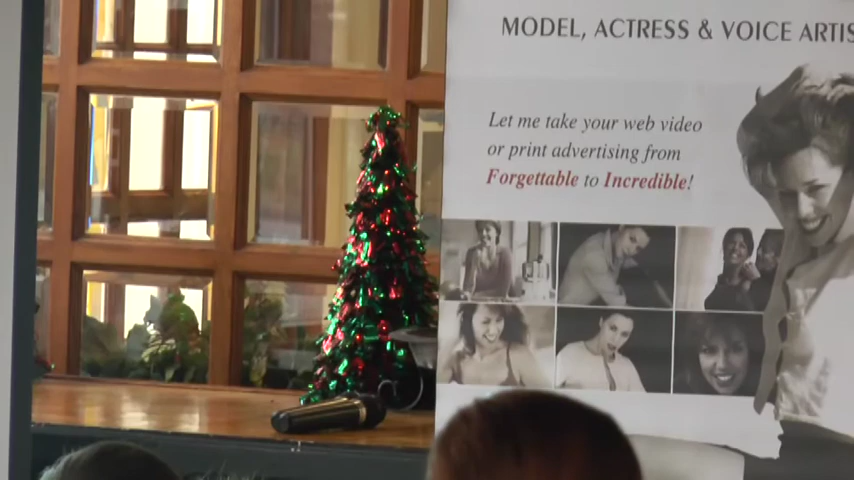 MODEL, ACTRESS & VOICE ARTIS
Let me take your web video
or print advertising from
Forgettable to Incredible!